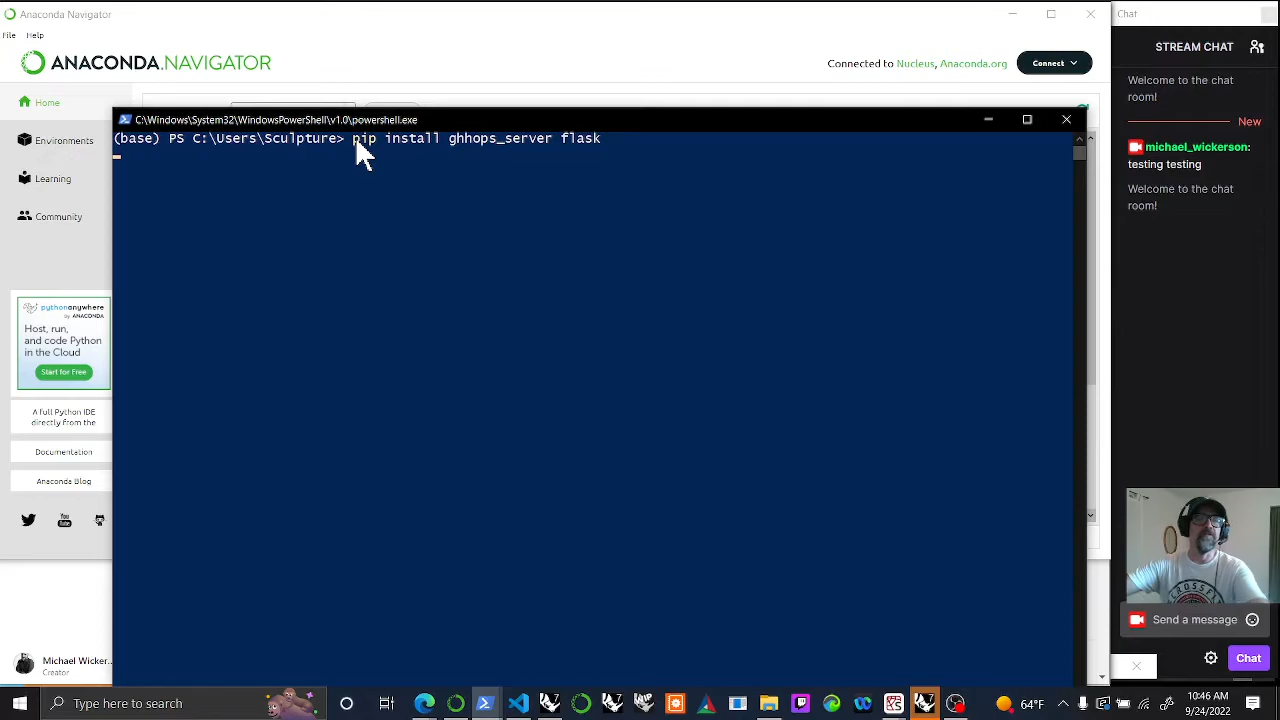 Anaconda Navigator
File Help
ANACONDA.NAVIGATOR
Connected to Nucleus, Anaconda.org
Connect
Home
Environments
Learning
Community
pythonanywhere
by ANACONDA
Host, run,
and code Python
in the Cloud
Start for Free
A full Python IDE
directly from the
Documentation
Anaconda Blog
You
Tube
Michael Wicker...
Creator
C:\Windows\System32\WindowsPowerShell\v1.0\powershell.exe
(base) PS C:\Users\Sculpture> pip install ghhops_server flask
Chat
STREAM CHAT
Welcome to the chat
room!
New
michael_wickerson:
testing testing
Welcome to the chat
room!
Send a message
Chat
Type here to search
64°F
10:46 AM
9/24/2022